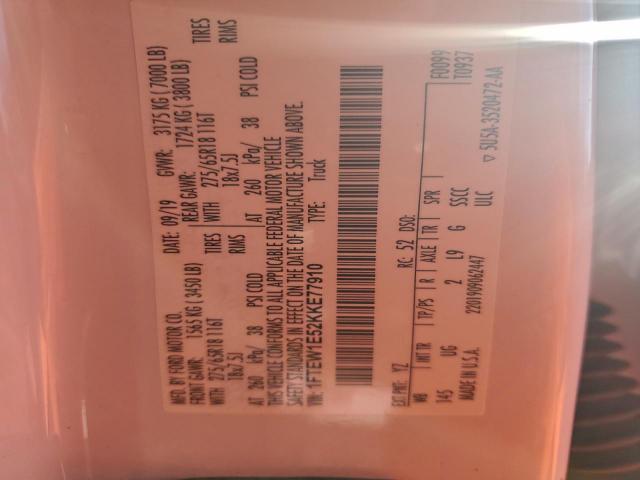 MFD. BY FORD MOTOR CO.
DATE: 09/19 GVWR: 3175 KG ( 7000 LB)
FRONT GAWR: 1565 KG ( 3450 LB) REAR GAWR: 1724 KG ( 3800 LB)
WITH 275/65R18 116T TIRES WITH 275/65R18 116T TIRES
18x7.5J RIMS 18x7.5J RIMS
AT 260 kPa/ 38 PSI COLD AT 260 kPa/ 38 PSI COLD
THIS VEHICLE CONFORMS TO ALL APPLICABLE FEDERAL MOTOR VEHICLE
SAFETY STANDARDS IN EFFECT ON THE DATE OF MANUFACTURE SHOWN ABOVE.
VIN: 1FTEW1E52KKE77910 TYPE: Truck
F0099
T0937
EXT PNT: YZ RC: 52 DSO:
WB INT TR TP/PS R AXLE TR SPR
145 UG 2 L9 G SSCC
MADE IN U.S.A. 2201909062447 ULC
▽ 5U5A-3520472-AA